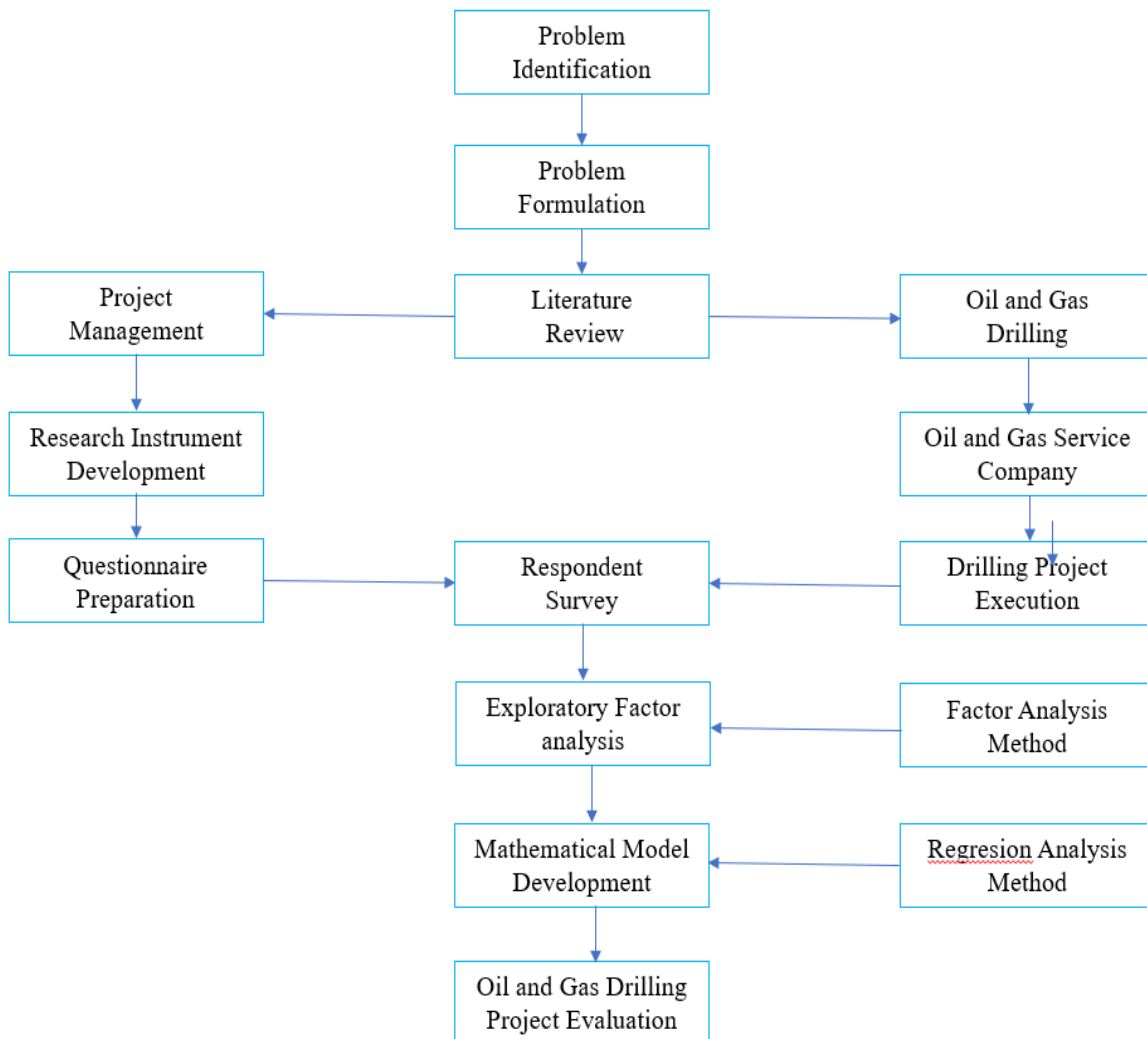 Problem
Identification
Problem
Formulation
Project
Management
Literature
Review
Oil and Gas
Drilling
Research Instrument
Development
Oil and Gas Service
Company
Questionnaire
Preparation
Respondent
Survey
Drilling Project
Execution
Exploratory Factor
analysis
Factor Analysis
Method
Mathematical Model
Development
Regresion Analysis
Method
Oil and Gas Drilling
Project Evaluation